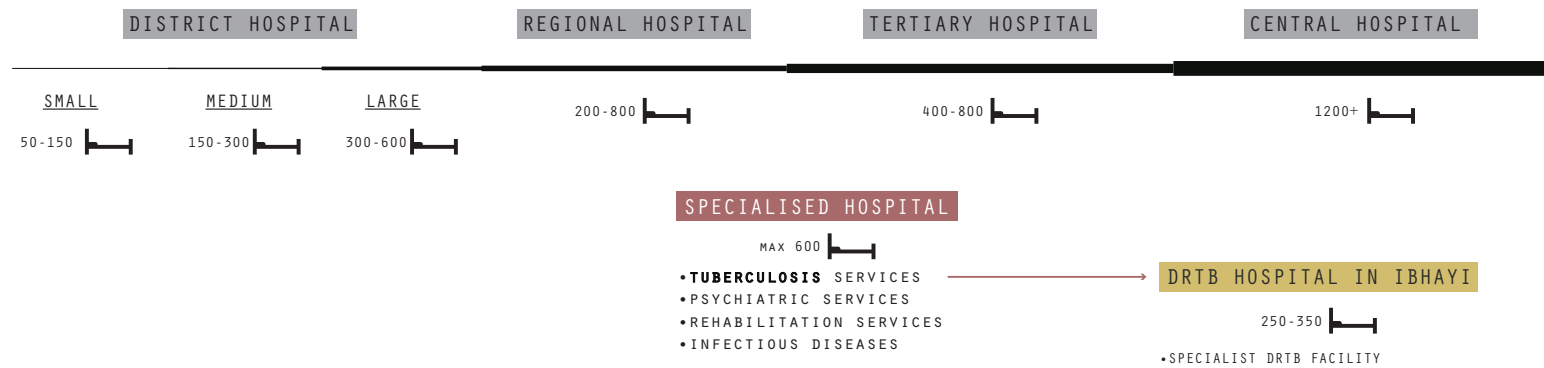 DISTRICT HOSPITAL
REGIONAL HOSPITAL
TERTIARY HOSPITAL
CENTRAL HOSPITAL
SMALL
MEDIUM
LARGE
50-150
150-300
300-600
200-800
400-800
1200+
SPECIALISED HOSPITAL
MAX 600
•TUBERCULOSIS SERVICES
•PSYCHIATRIC SERVICES
•REHABILITATION SERVICES
•INFECTIOUS DISEASES
DRTB HOSPITAL IN IBHAYI
250-350
•SPECIALIST DRTB FACILITY